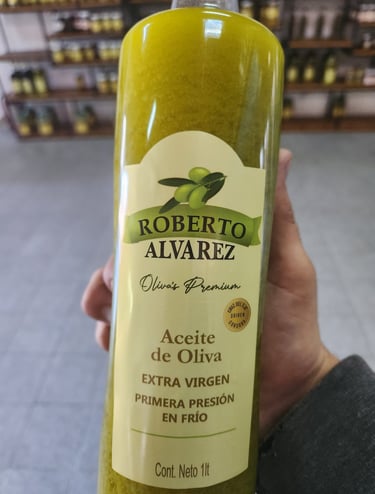 ROBERTO
ALVAREZ
Oliva's Premium
Aceite
de Oliva
EXTRA VIRGEN
PRIMERA PRESIÓN
EN FRÍO
Cont. Neto 1lt